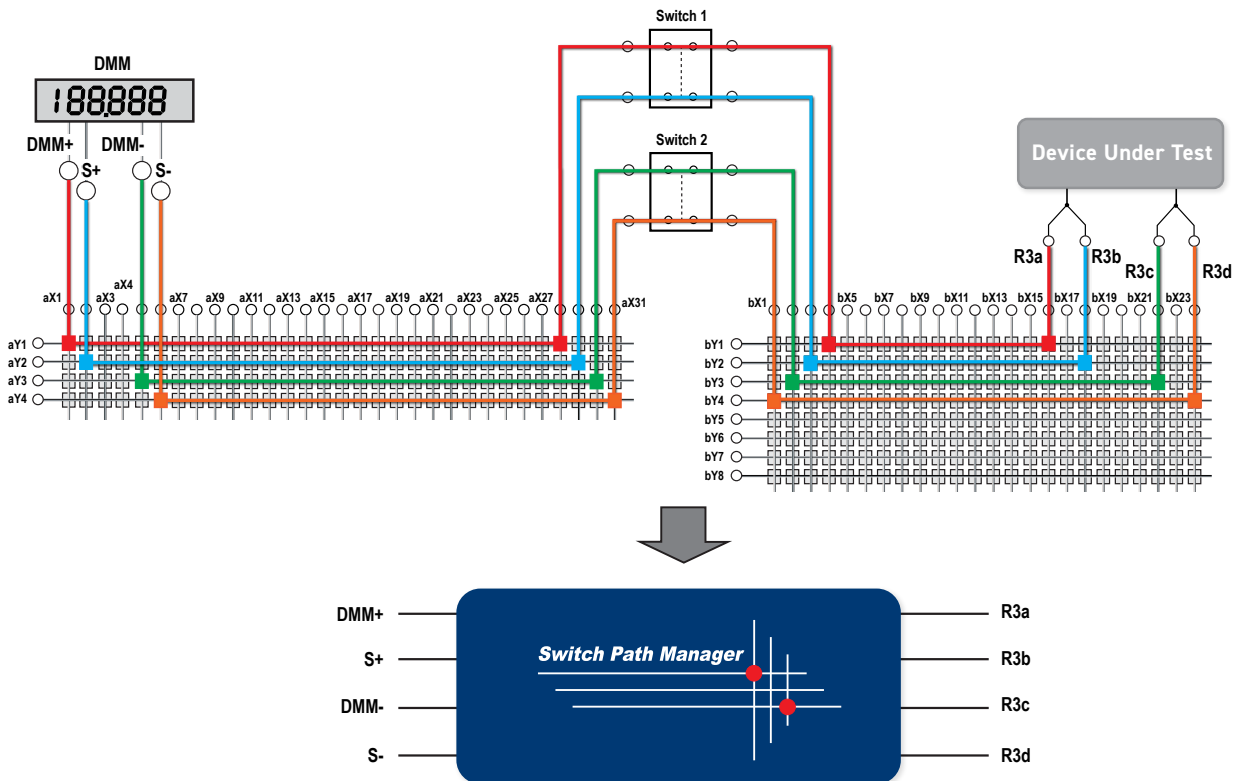 Switch 1
DMM
188.888
DMM+
S+
DMM-
S-
Switch 2
Device Under Test
R3a
R3b
R3c
R3d
aX1
aX3
aX4
aX7
aX9
aX11
aX13
aX15
aX17
aX19
aX21
aX23
aX25
aX27
aX31
bX1
bX5
bX7
bX9
bX11
bX13
bX15
bX17
bX19
bX21
bX23
aY1
aY2
aY3
aY4
bY1
bY2
bY3
bY4
bY5
bY6
bY7
bY8
DMM+
S+
DMM-
S-
Switch Path Manager
R3a
R3b
R3c
R3d